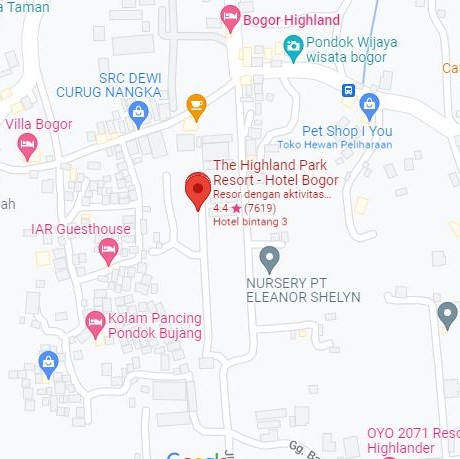 a Taman
Bogor Highland
Pondok Wijaya
wisata bogor
SRC DEWI
CURUG NANGKA
Cat
Villa Bogor
Pet Shop I You
Toko Hewan Peliharaan
The Highland Park
Resort - Hotel Bogor
Resor dengan aktivitas...
4.4 ★ (7619)
Hotel bintang 3
ah
IAR Guesthouse
NURSERY PT
ELEANOR SHELYN
Kolam Pancing
Pondok Bujang
OYO 2071 Reso
Highlander
Gg. Ba
Google